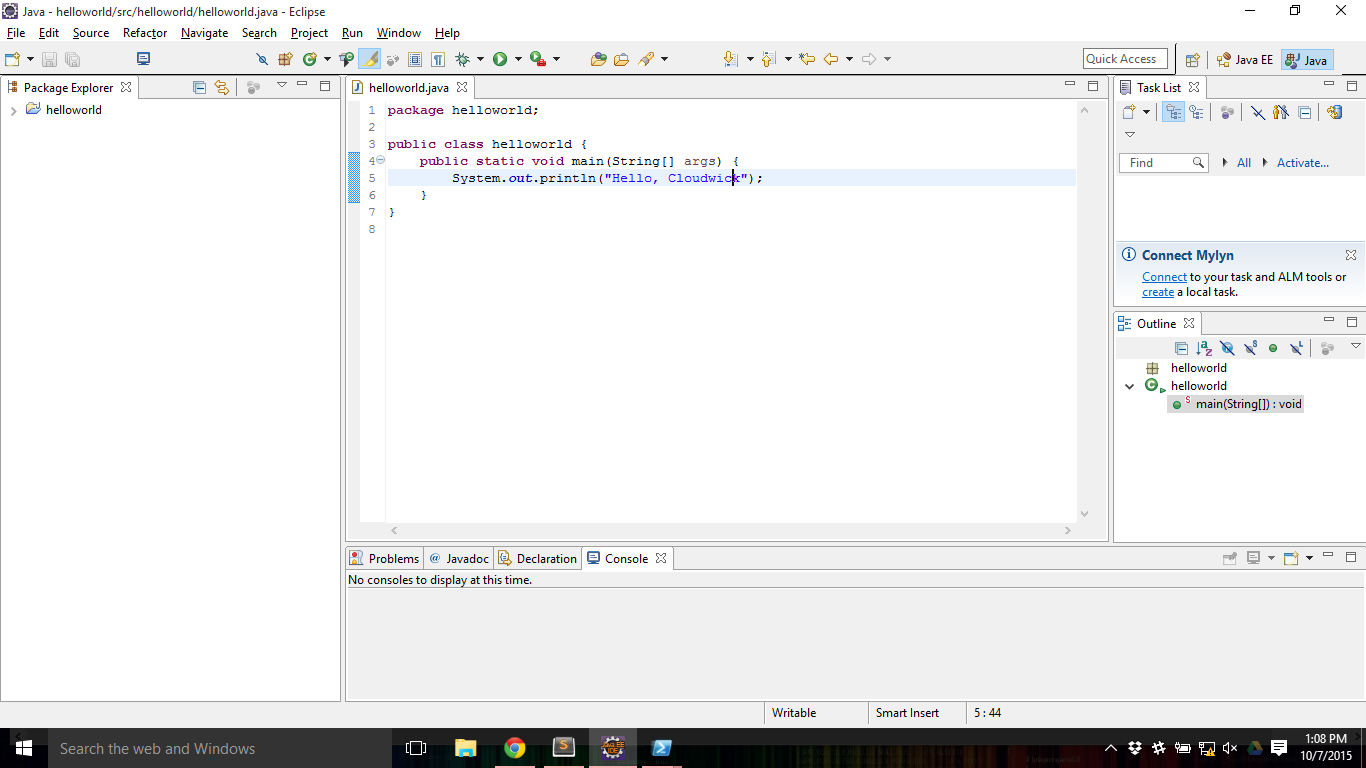 Java - helloworld/src/helloworld/helloworld.java - Eclipse
File Edit Source Refactor Navigate Search Project Run Window Help
Quick Access Java EE Java
Package Explorer
helloworld
helloworld.java
1 package helloworld;
2
3 public class helloworld {
4 public static void main(String[] args) {
5 System.out.println("Hello, Cloudwick");
6 }
7 }
8
Task List
Find All Activate...
Connect Mylyn
Connect to your task and ALM tools or
create a local task.
Outline
helloworld
helloworld
main(String[]) : void
Problems @ Javadoc Declaration Console
No consoles to display at this time.
Writable Smart Insert 5 : 44
Search the web and Windows
1:08 PM
10/7/2015